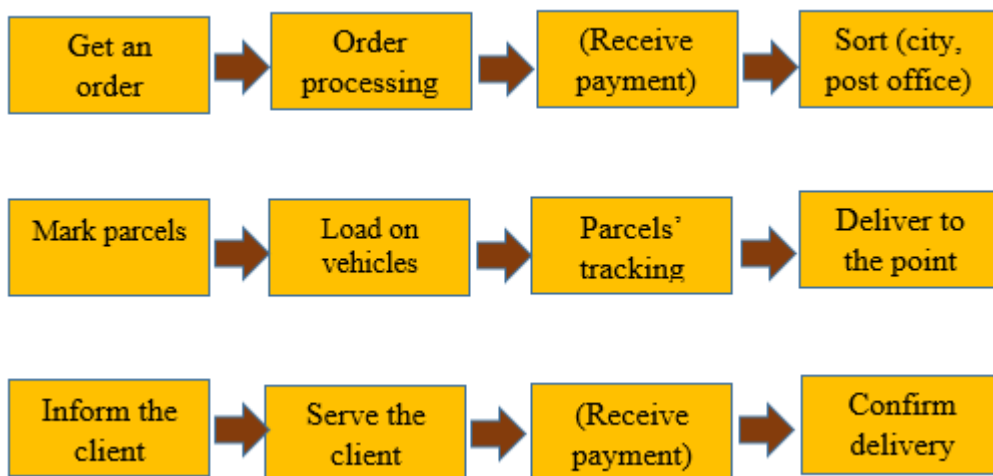 Get an
order
Order
processing
(Receive
payment)
Sort (city,
post office)
Mark parcels
Load on
vehicles
Parcels’
tracking
Deliver to
the point
Inform the
client
Serve the
client
(Receive
payment)
Confirm
delivery